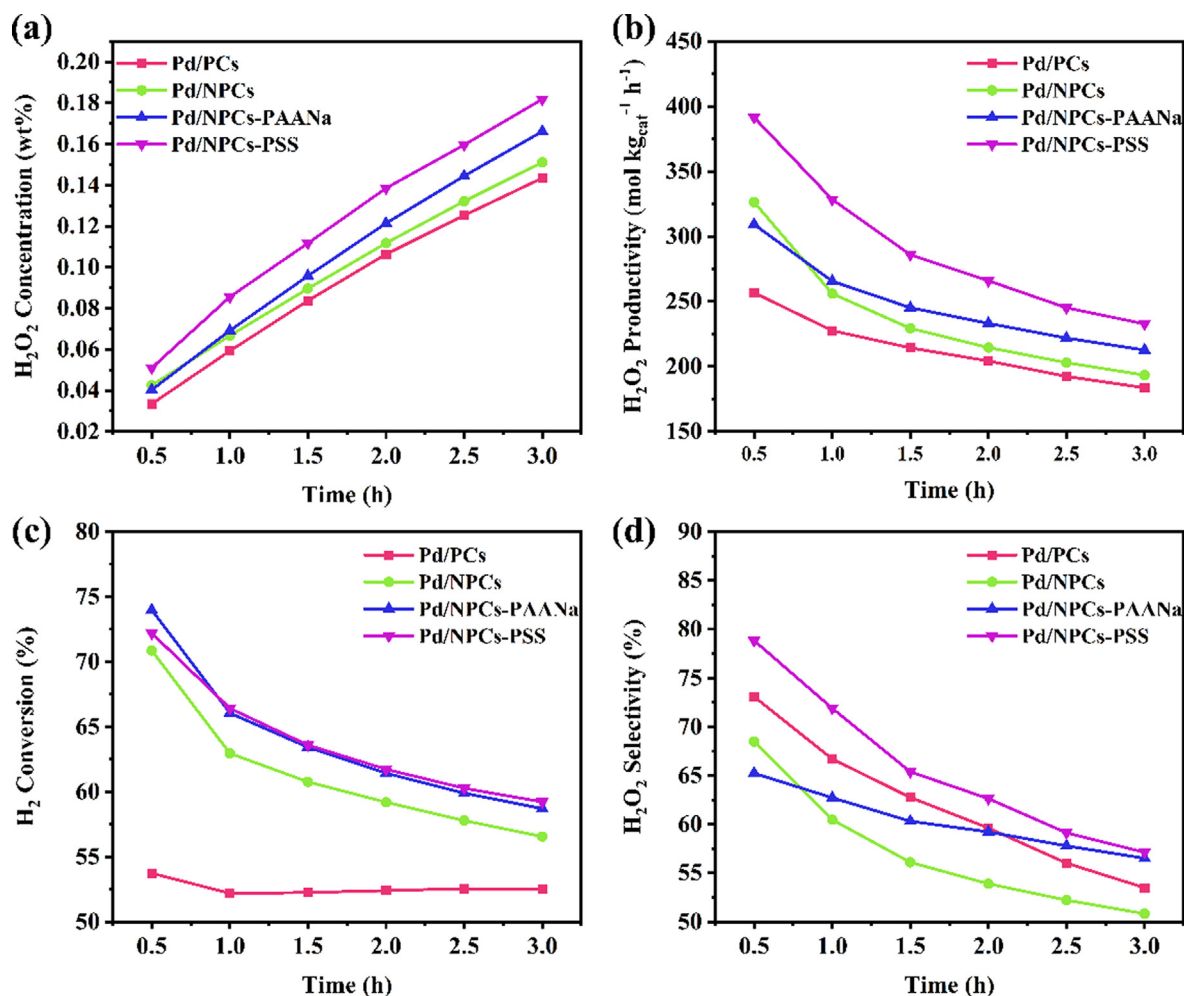 (a)
H₂O₂ Concentration (wt%)
0.20
0.18
0.16
0.14
0.12
0.10
0.08
0.06
0.04
0.02
Pd/PCs
Pd/NPCs
Pd/NPCs-PAANa
Pd/NPCs-PSS
0.5 1.0 1.5 2.0 2.5 3.0
Time (h)
(b)
H₂O₂ Productivity (mol kg_cat⁻¹ h⁻¹)
450
400
350
300
250
200
150
Pd/PCs
Pd/NPCs
Pd/NPCs-PAANa
Pd/NPCs-PSS
0.5 1.0 1.5 2.0 2.5 3.0
Time (h)
(c)
H₂ Conversion (%)
80
75
70
65
60
55
50
Pd/PCs
Pd/NPCs
Pd/NPCs-PAANa
Pd/NPCs-PSS
0.5 1.0 1.5 2.0 2.5 3.0
Time (h)
(d)
H₂O₂ Selectivity (%)
90
85
80
75
70
65
60
55
50
Pd/PCs
Pd/NPCs
Pd/NPCs-PAANa
Pd/NPCs-PSS
0.5 1.0 1.5 2.0 2.5 3.0
Time (h)